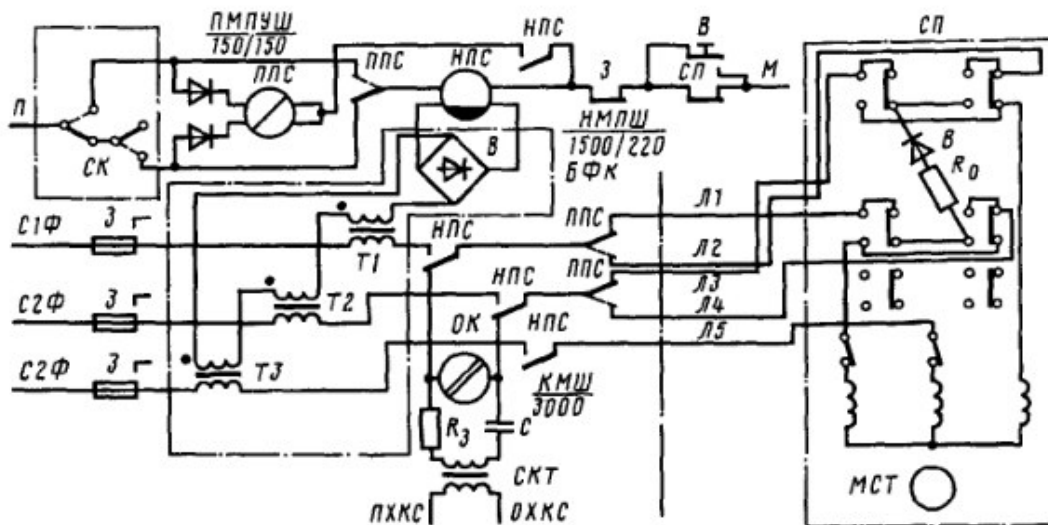 ПМПУШ
150/150
НПС
В
СП
ППС
ППС
НПС
З
СП
М
П
СК
НМПШ
1500/220
БФК
В
В
R₀
С1Ф
З
Т1
НПС
ППС
Л1
Л2
ППС
Л3
С2Ф
З
Т2
НПС
Л4
ОК
НПС
Л5
С2Ф
З
Т3
КМШ
3000
R₃
С
СКТ
МСТ
ПХКС
ОХКС